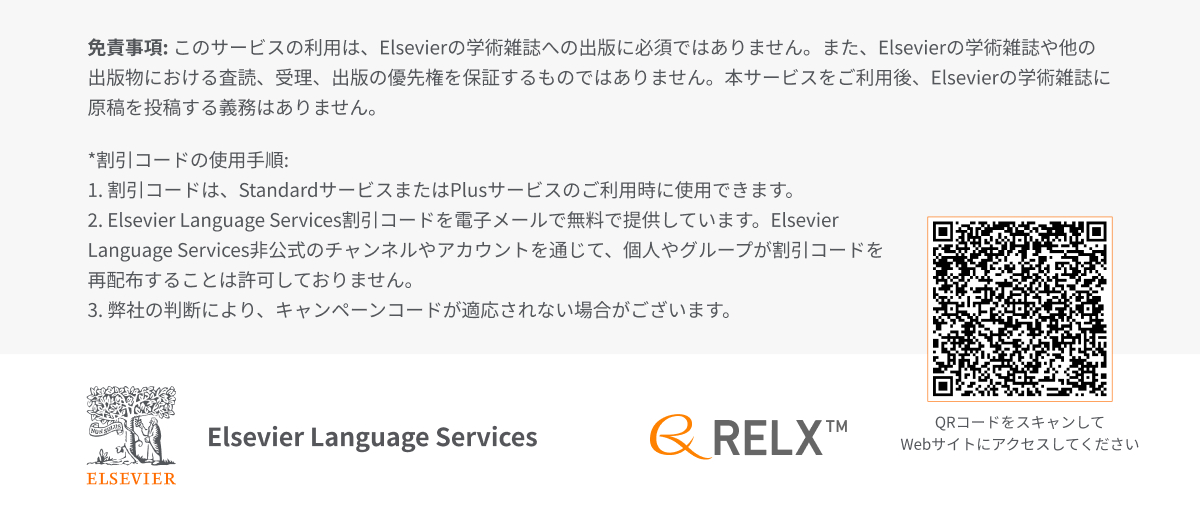 免責事項: このサービスの利用は、Elsevierの学術雑誌への出版に必須ではありません。また、Elsevierの学術雑誌や他の
出版物における査読、受理、出版の優先権を保証するものではありません。本サービスをご利用後、Elsevierの学術雑誌に
原稿を投稿する義務はありません。
*割引コードの使用手順:
1. 割引コードは、StandardサービスまたはPlusサービスのご利用時に使用できます。
2. Elsevier Language Services割引コードを電子メールで無料で提供しています。Elsevier
Language Services非公式のチャンネルやアカウントを通じて、個人やグループが割引コードを
再配布することは許可しておりません。
3. 弊社の判断により、キャンペーンコードが適応されない場合がございます。
NON SOLUS
ELSEVIER
Elsevier Language Services
RELX™
QRコードをスキャンして
Webサイトにアクセスしてください